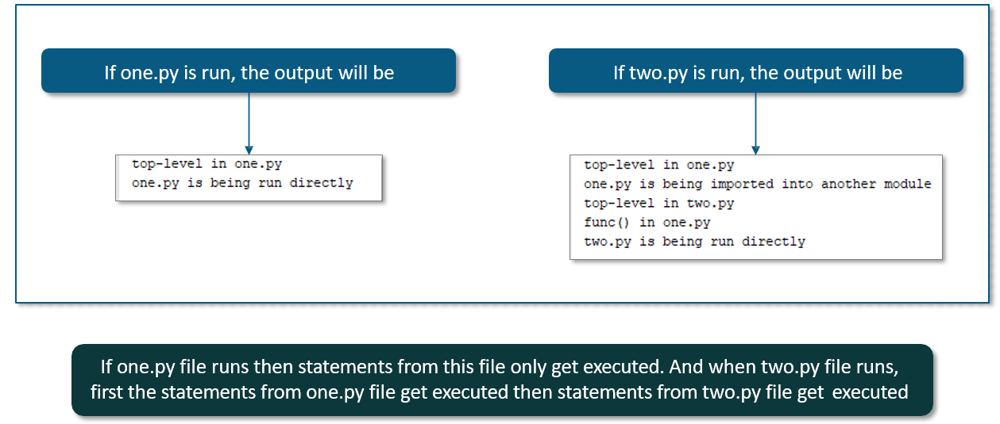 If one.py is run, the output will be
top-level in one.py
one.py is being run directly
If two.py is run, the output will be
top-level in one.py
one.py is being imported into another module
top-level in two.py
func() in one.py
two.py is being run directly
If one.py file runs then statements from this file only get executed. And when two.py file runs,
first the statements from one.py file get executed then statements from two.py file get executed